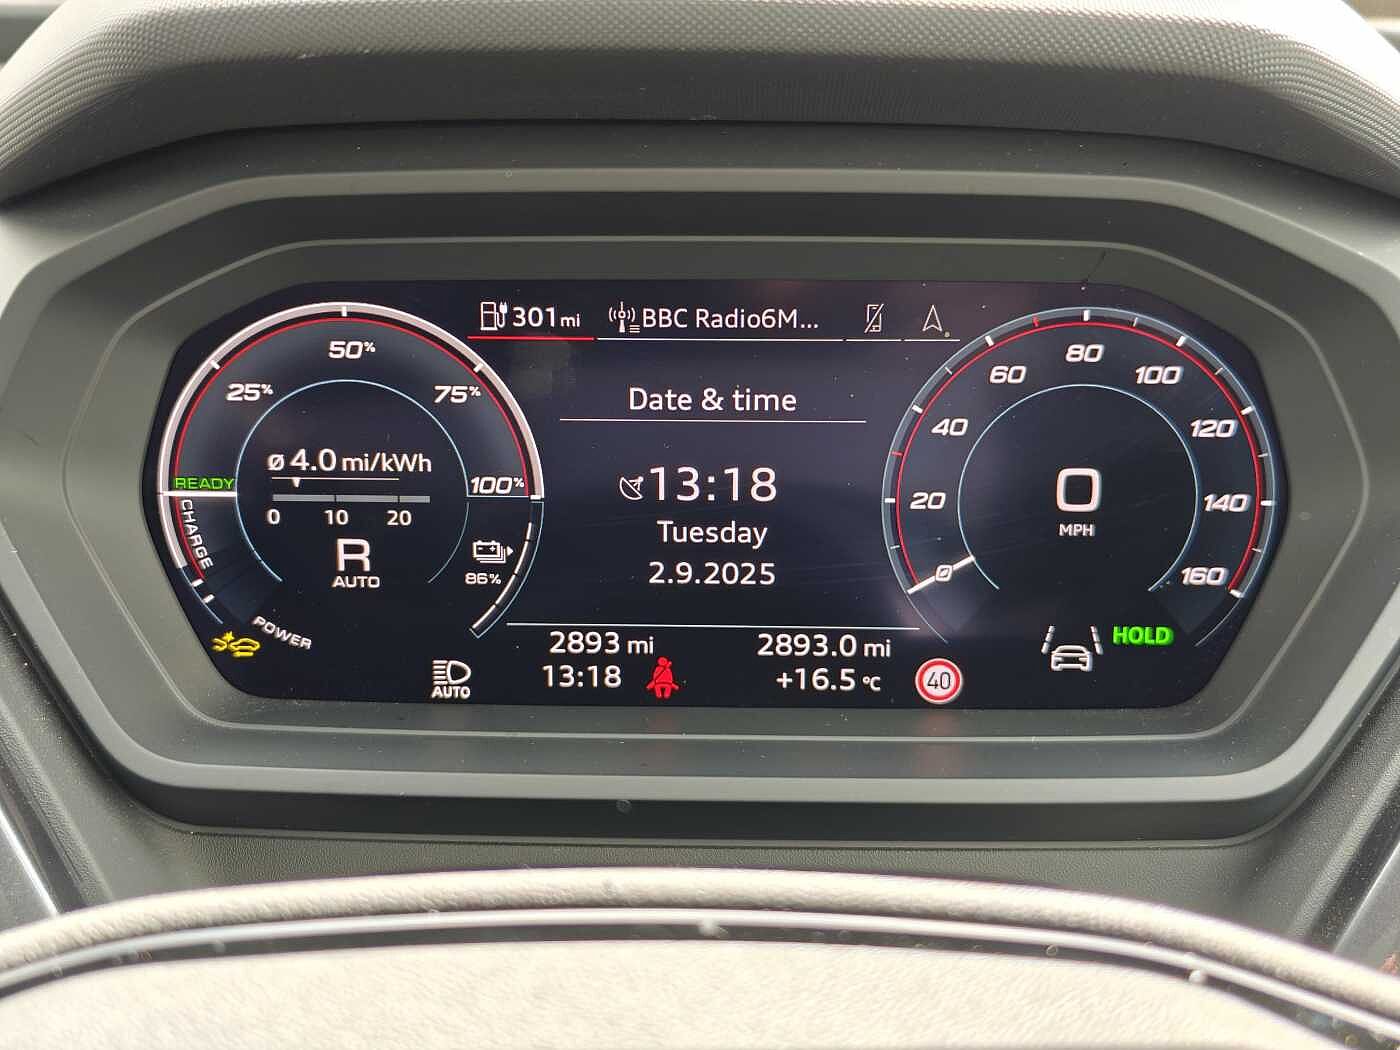 301 mi
BBC Radio6M...
50%
25%
75%
100%
ø 4.0 mi/kWh
0 10 20
READY
CHARGE
POWER
R
AUTO
86%
Date & time
13:18
Tuesday
2.9.2025
0
20
40
60
80
100
120
140
160
0
MPH
AUTO
2893 mi
13:18
2893.0 mi
+16.5 °C
40
HOLD